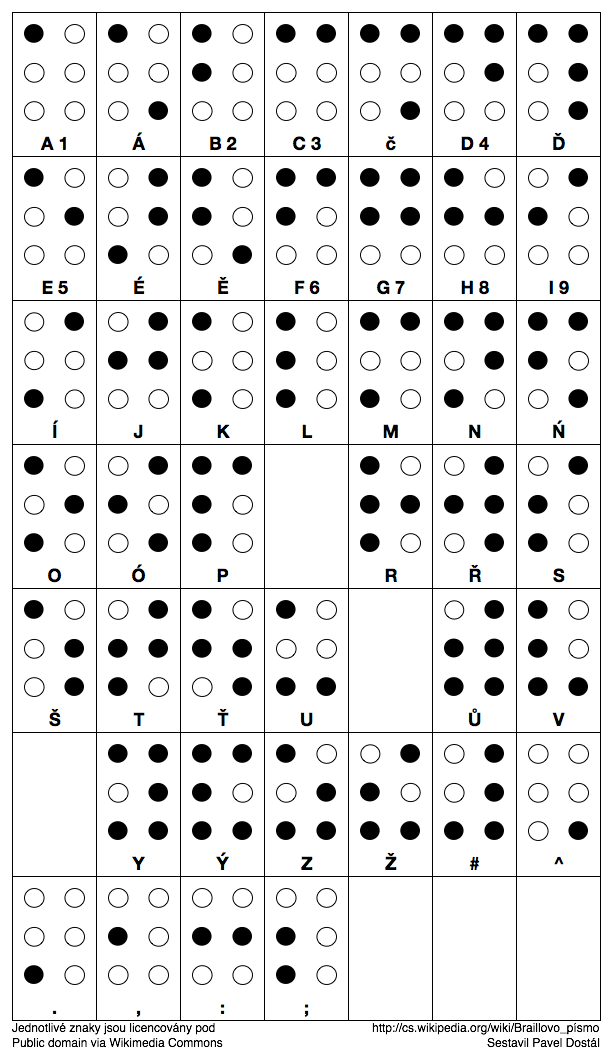 A 1 Á B 2 C 3 č D 4 Ď
E 5 É Ě F 6 G 7 H 8 I 9
Í J K L M N Ń
O Ó P R Ř S
Š T Ť U Ů V
Y Ý Z Ž # ^
. , : ;
Jednotlivé znaky jsou licencovány pod http://cs.wikipedia.org/wiki/Braillovo_písmo
Public domain via Wikimedia Commons Sestavil Pavel Dostál